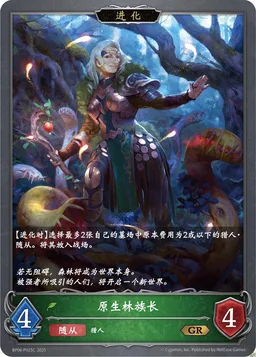 进化
【进化时】选择最多2张自己的墓场中原本费用为2或以下的猎人·
随从。将其放入战场。
若无阻碍，森林将成为世界本身。
被强者所吸引的人们，将开启一个新世界。
原生林族长
4
随从
猎人
GR
4